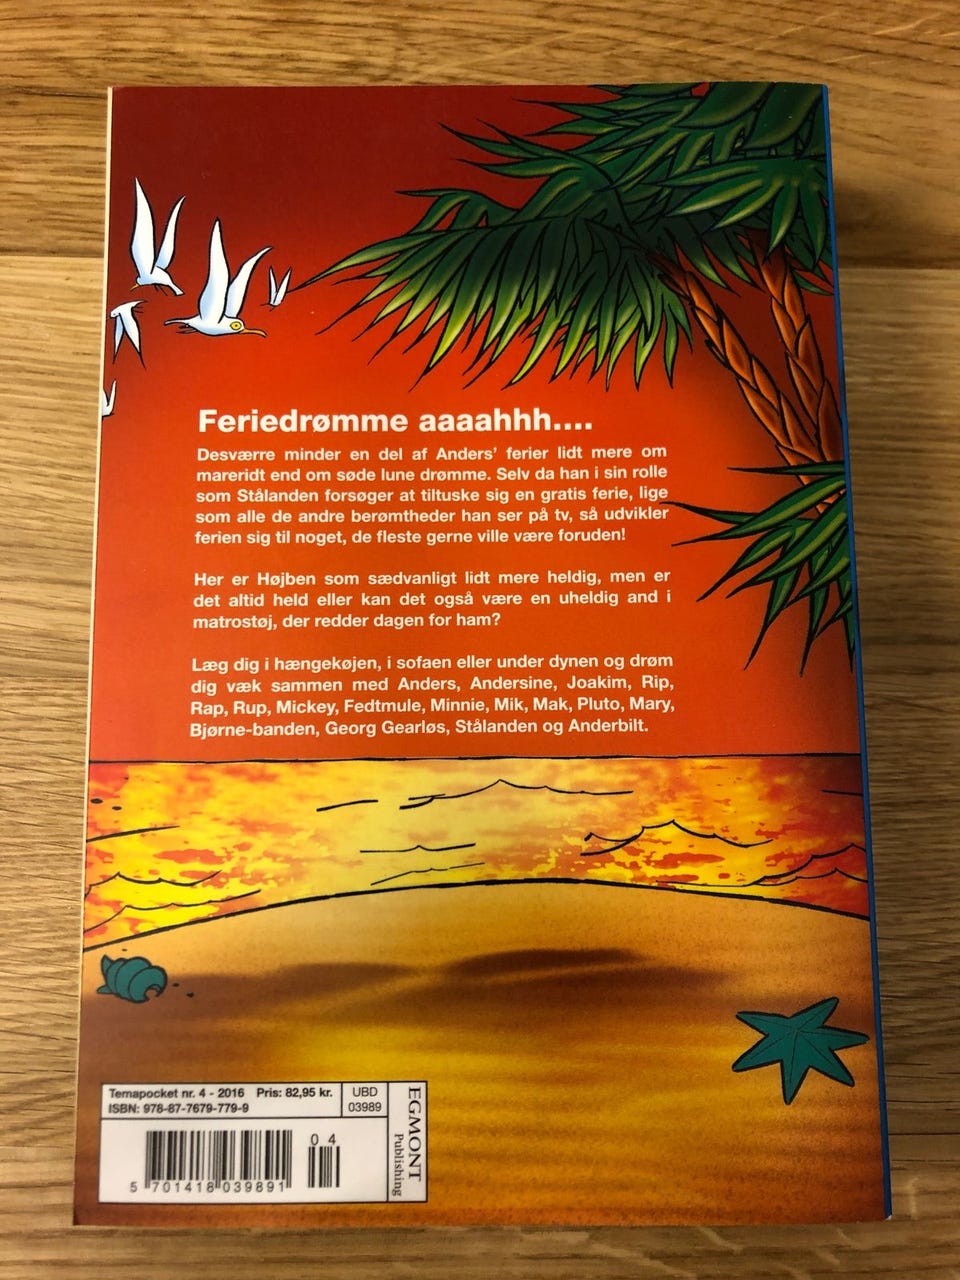 Feriedrømme aaaahhh....
Desværre minder en del af Anders' ferier lidt mere om
mareridt end om søde lune drømme. Selv da han i sin rolle
som Stålanden forsøger at tiltuske sig en gratis ferie, lige
som alle de andre berømtheder han ser på tv, så udvikler
ferien sig til noget, de fleste gerne ville være foruden!
Her er Højben som sædvanligt lidt mere heldig, men er
det altid held eller kan det også være en uheldig and i
matrostøj, der redder dagen for ham?
Læg dig i hængekøjen, i sofaen eller under dynen og drøm
dig væk sammen med Anders, Andersine, Joakim, Rip,
Rap, Rup, Mickey, Fedtmule, Minnie, Mik, Mak, Pluto, Mary,
Bjørne-banden, Georg Gearløs, Stålanden og Anderbilt.
Temapocket nr. 4 - 2016 Pris: 82,95 kr.
ISBN: 978-87-7679-779-9
UBD
03989
EGMONT
Publishing
04
5 701418 039891